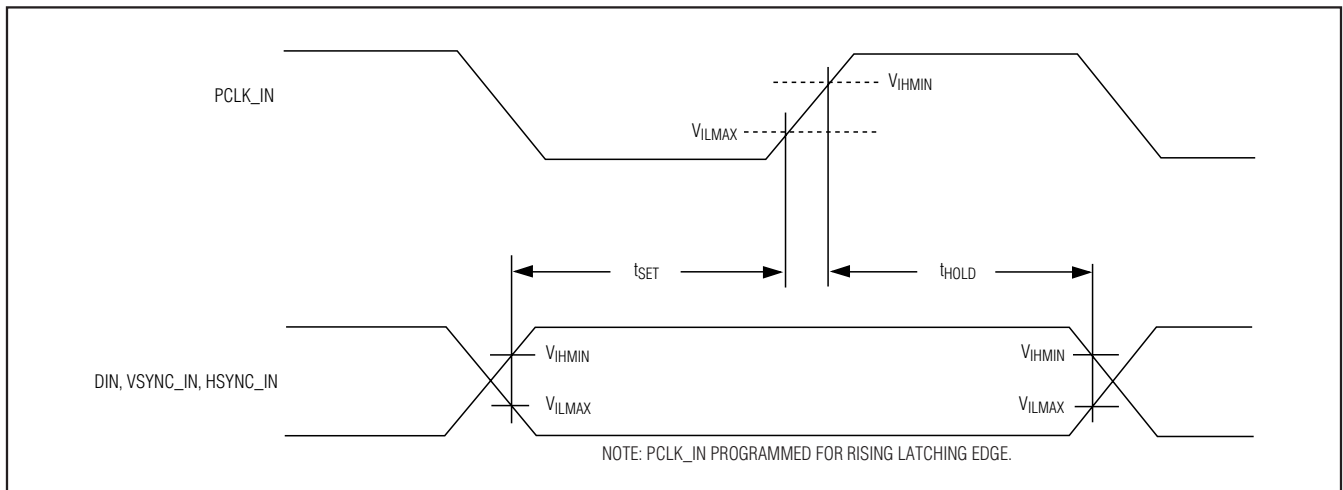 PCLK_IN
VIHMIN
VILMAX
tSET
tHOLD
DIN, VSYNC_IN, HSYNC_IN
VIHMIN
VIHMIN
VILMAX
VILMAX
NOTE: PCLK_IN PROGRAMMED FOR RISING LATCHING EDGE.